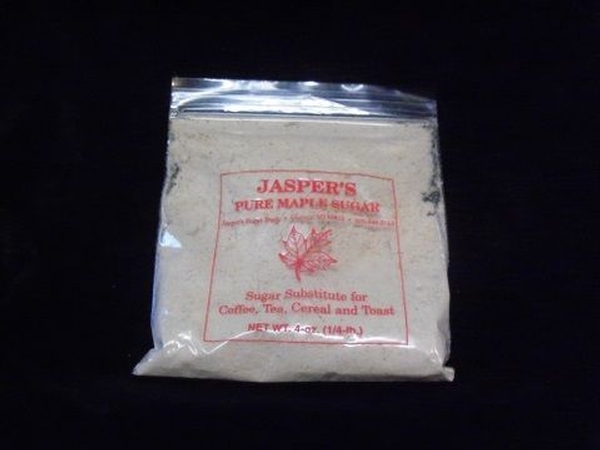 JASPER'S
PURE MAPLE SUGAR
Sugar Substitute for
Coffee, Tea, Cereal and Toast
NET WT. 4-oz. (1/4-lb.)